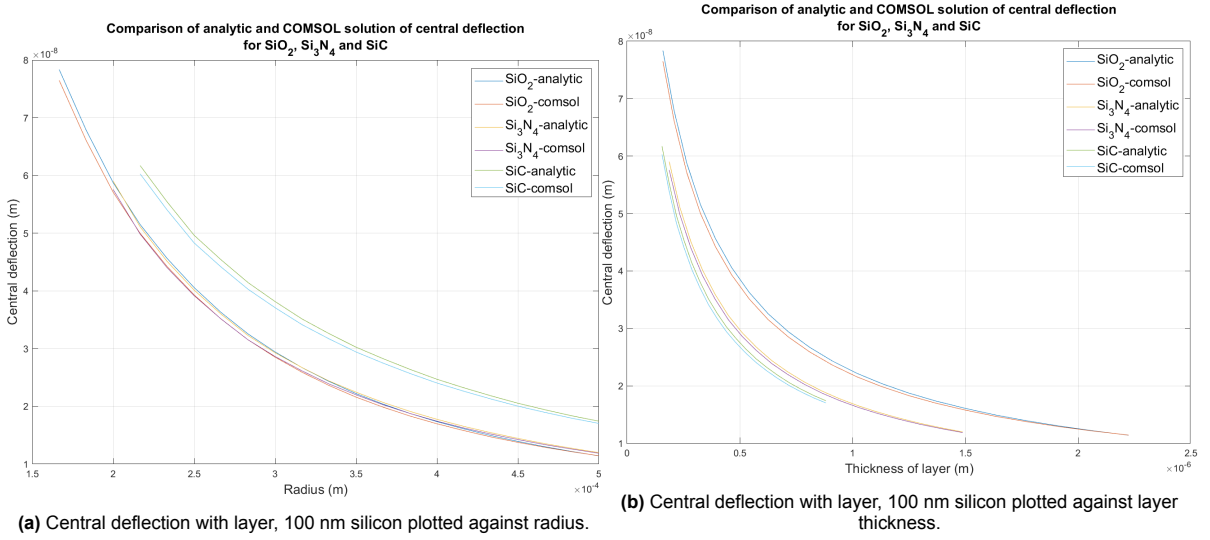 Comparison of analytic and COMSOL solution of central deflection
for SiO₂, Si₃N₄ and SiC
×10⁻⁸
8
7
6
5
4
3
2
1
Central deflection (m)
1.5
2
2.5
3
3.5
4
4.5
5
×10⁻⁴
Radius (m)
SiO₂-analytic
SiO₂-comsol
Si₃N₄-analytic
Si₃N₄-comsol
SiC-analytic
SiC-comsol
(a) Central deflection with layer, 100 nm silicon plotted against radius.
Comparison of analytic and COMSOL solution of central deflection
for SiO₂, Si₃N₄ and SiC
×10⁻⁸
8
7
6
5
4
3
2
1
Central deflection (m)
0
0.5
1
1.5
2
2.5
×10⁻⁶
Thickness of layer (m)
SiO₂-analytic
SiO₂-comsol
Si₃N₄-analytic
Si₃N₄-comsol
SiC-analytic
SiC-comsol
(b) Central deflection with layer, 100 nm silicon plotted against layer
thickness.